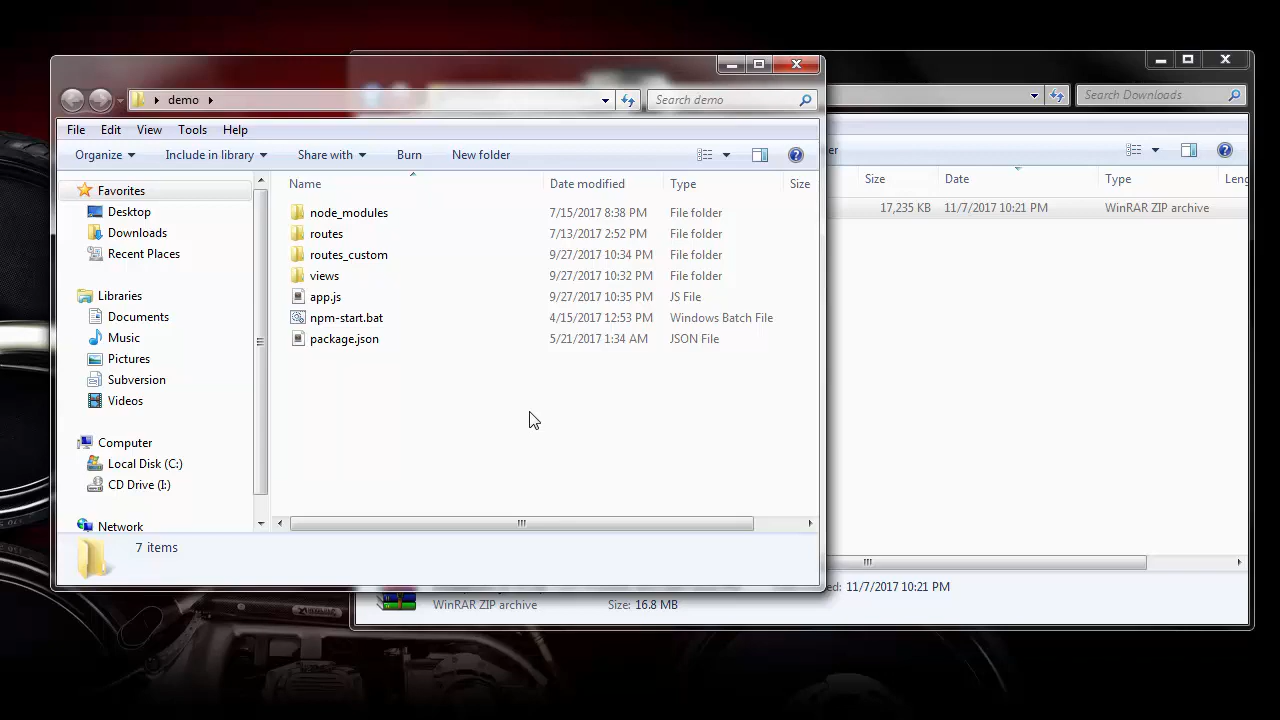 demo
Search demo
Search Downloads
File Edit View Tools Help
Organize Include in library Share with Burn New folder
er
Name Date modified Type Size
Size Date Type Leng
17,235 KB 11/7/2017 10:21 PM WinRAR ZIP archive
Favorites
Desktop
Downloads
Recent Places
Libraries
Documents
Music
Pictures
Subversion
Videos
Computer
Local Disk (C:)
CD Drive (I:)
Network
node_modules 7/15/2017 8:38 PM File folder
routes 7/13/2017 2:52 PM File folder
routes_custom 9/27/2017 10:34 PM File folder
views 9/27/2017 10:32 PM File folder
app.js 9/27/2017 10:35 PM JS File
npm-start.bat 4/15/2017 12:53 PM Windows Batch File
package.json 5/21/2017 1:34 AM JSON File
7 items
11/7/2017 10:21 PM
WinRAR ZIP archive Size: 16.8 MB